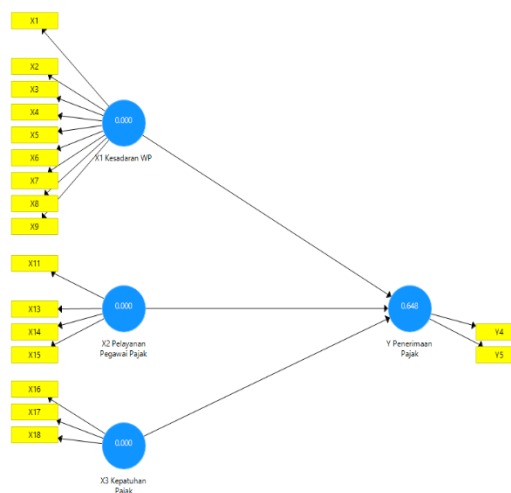 X1
X2
X3
X4
X5
X6
X7
X8
X9
0.000
X1 Kesadaran WP
X11
X13
X14
X15
0.000
X2 Pelayanan
Pegawai Pajak
X16
X17
X18
0.000
X3 Kepatuhan
Pajak
0.648
Y Penerimaan
Pajak
Y4
Y5